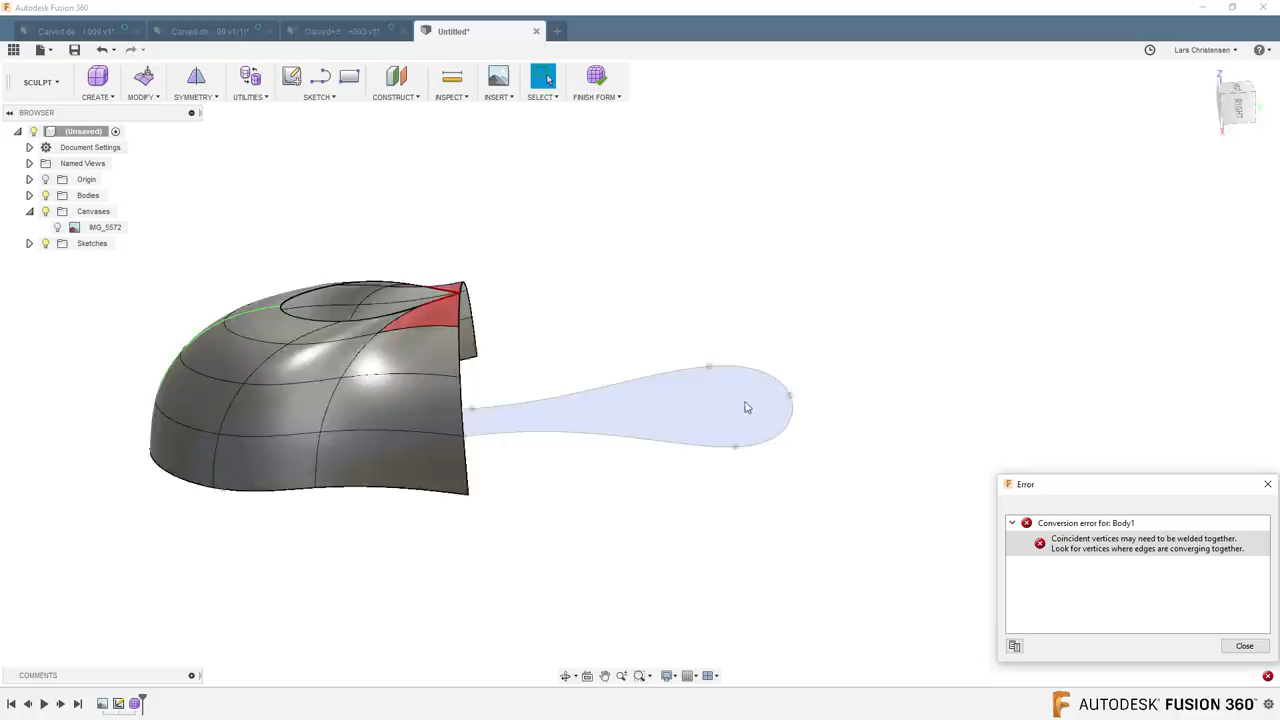 Autodesk Fusion 360
Untitled*
Lars Christensen
SCULPT
CREATE
MODIFY
SYMMETRY
UTILITIES
SKETCH
CONSTRUCT
INSPECT
INSERT
SELECT
FINISH FORM
BROWSER
(Unsaved)
Document Settings
Named Views
Origin
Bodies
Canvases
IMG_5572
Sketches
Z
RIGHT
X
Error
Conversion error for: Body1
Coincident vertices may need to be welded together.
Look for vertices where edges are converging together.
Close
COMMENTS
AUTODESK® FUSION 360™